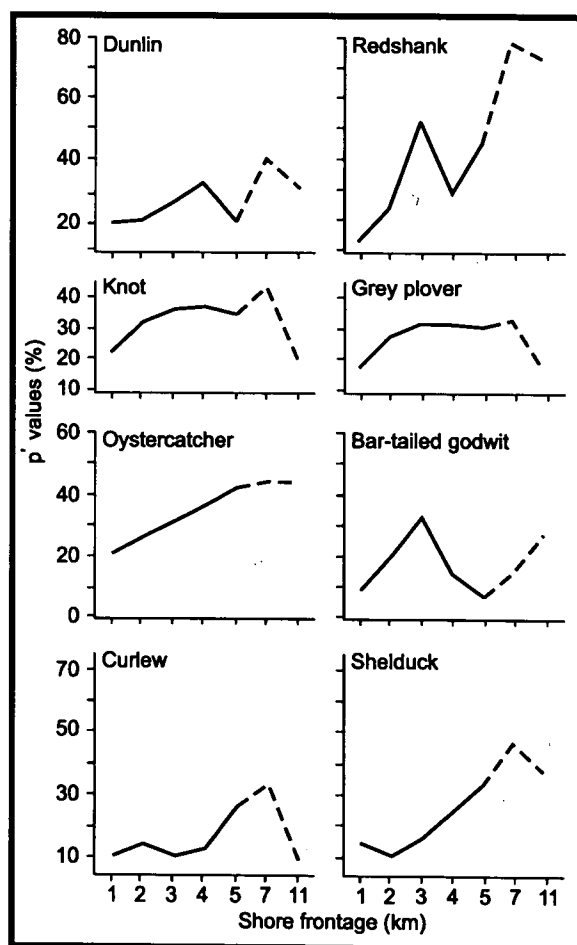 p' values (%)
Dunlin
80
60
40
20
Redshank
Knot
40
30
20
10
Grey plover
Oystercatcher
60
40
20
0
Bar-tailed godwit
Curlew
70
50
30
10
1 2 3 4 5 7 11
Shelduck
1 2 3 4 5 7 11
Shore frontage (km)